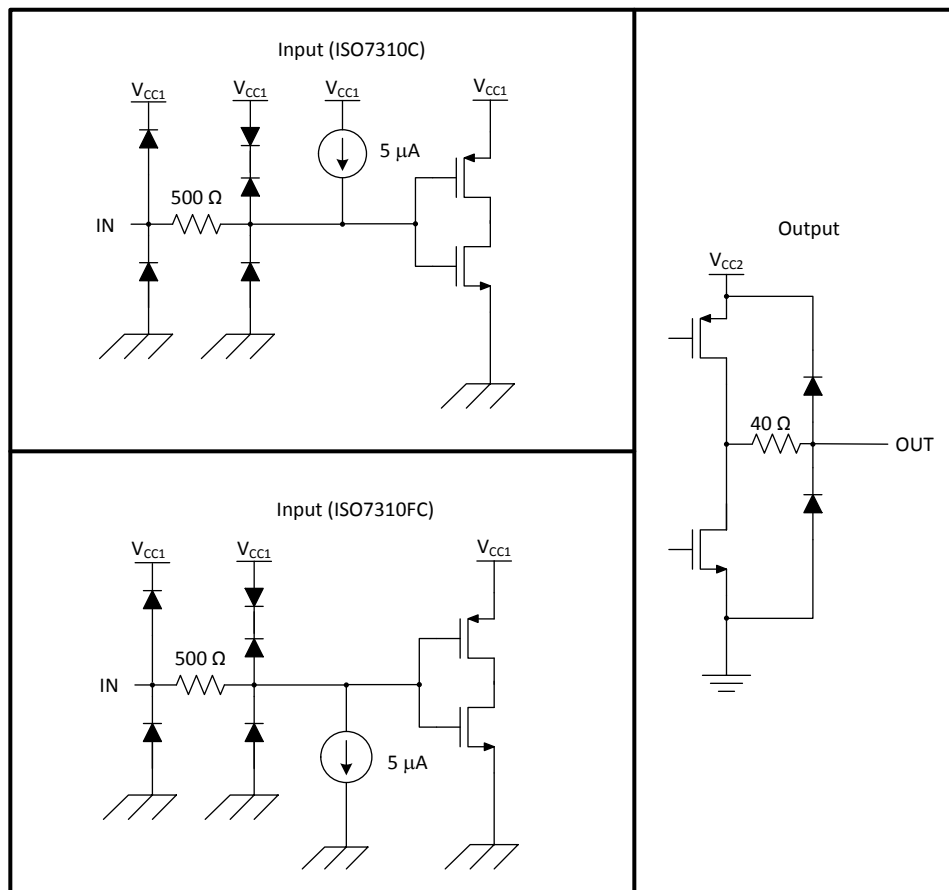 Input (ISO7310C)
VCC1 VCC1 VCC1 VCC1
5 μA
500 Ω
IN
Input (ISO7310FC)
VCC1 VCC1 VCC1
500 Ω
IN
5 μA
Output
VCC2
40 Ω
OUT